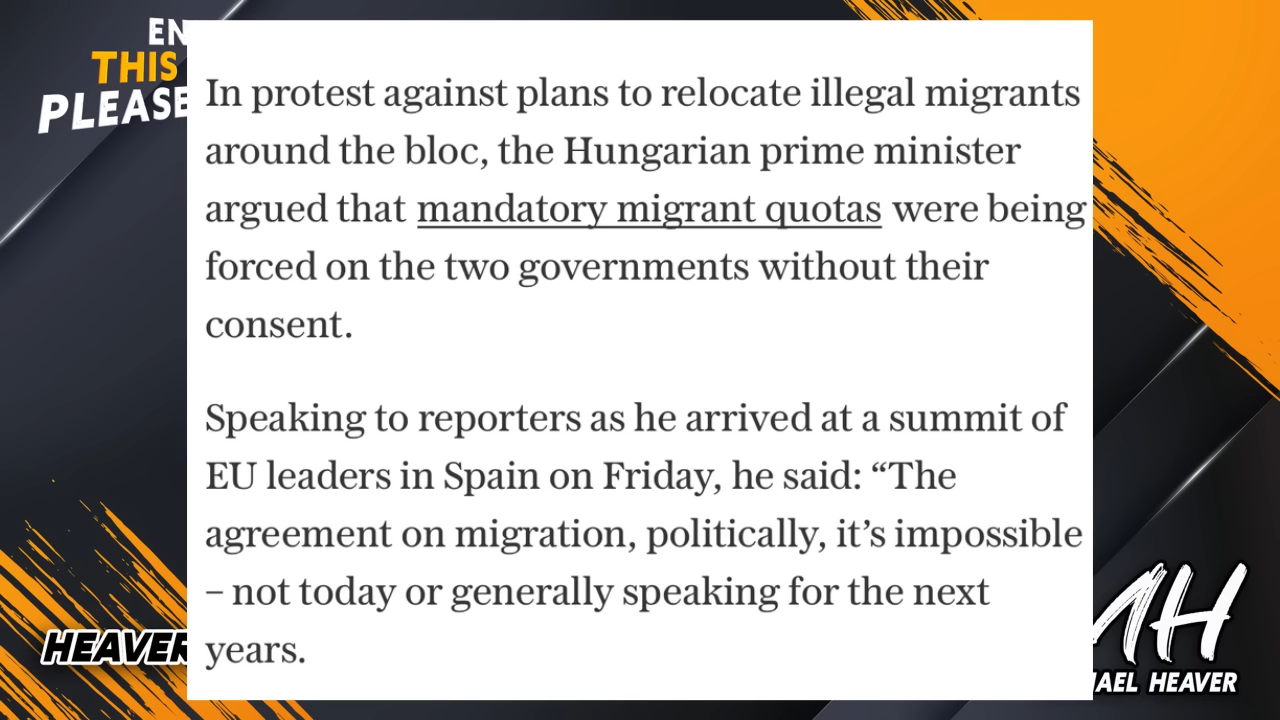 EN
THIS
PLEASE
In protest against plans to relocate illegal migrants
around the bloc, the Hungarian prime minister
argued that mandatory migrant quotas were being
forced on the two governments without their
consent.
Speaking to reporters as he arrived at a summit of
EU leaders in Spain on Friday, he said: “The
agreement on migration, politically, it’s impossible
– not today or generally speaking for the next
years.
HEAVER
MH
AEL HEAVER